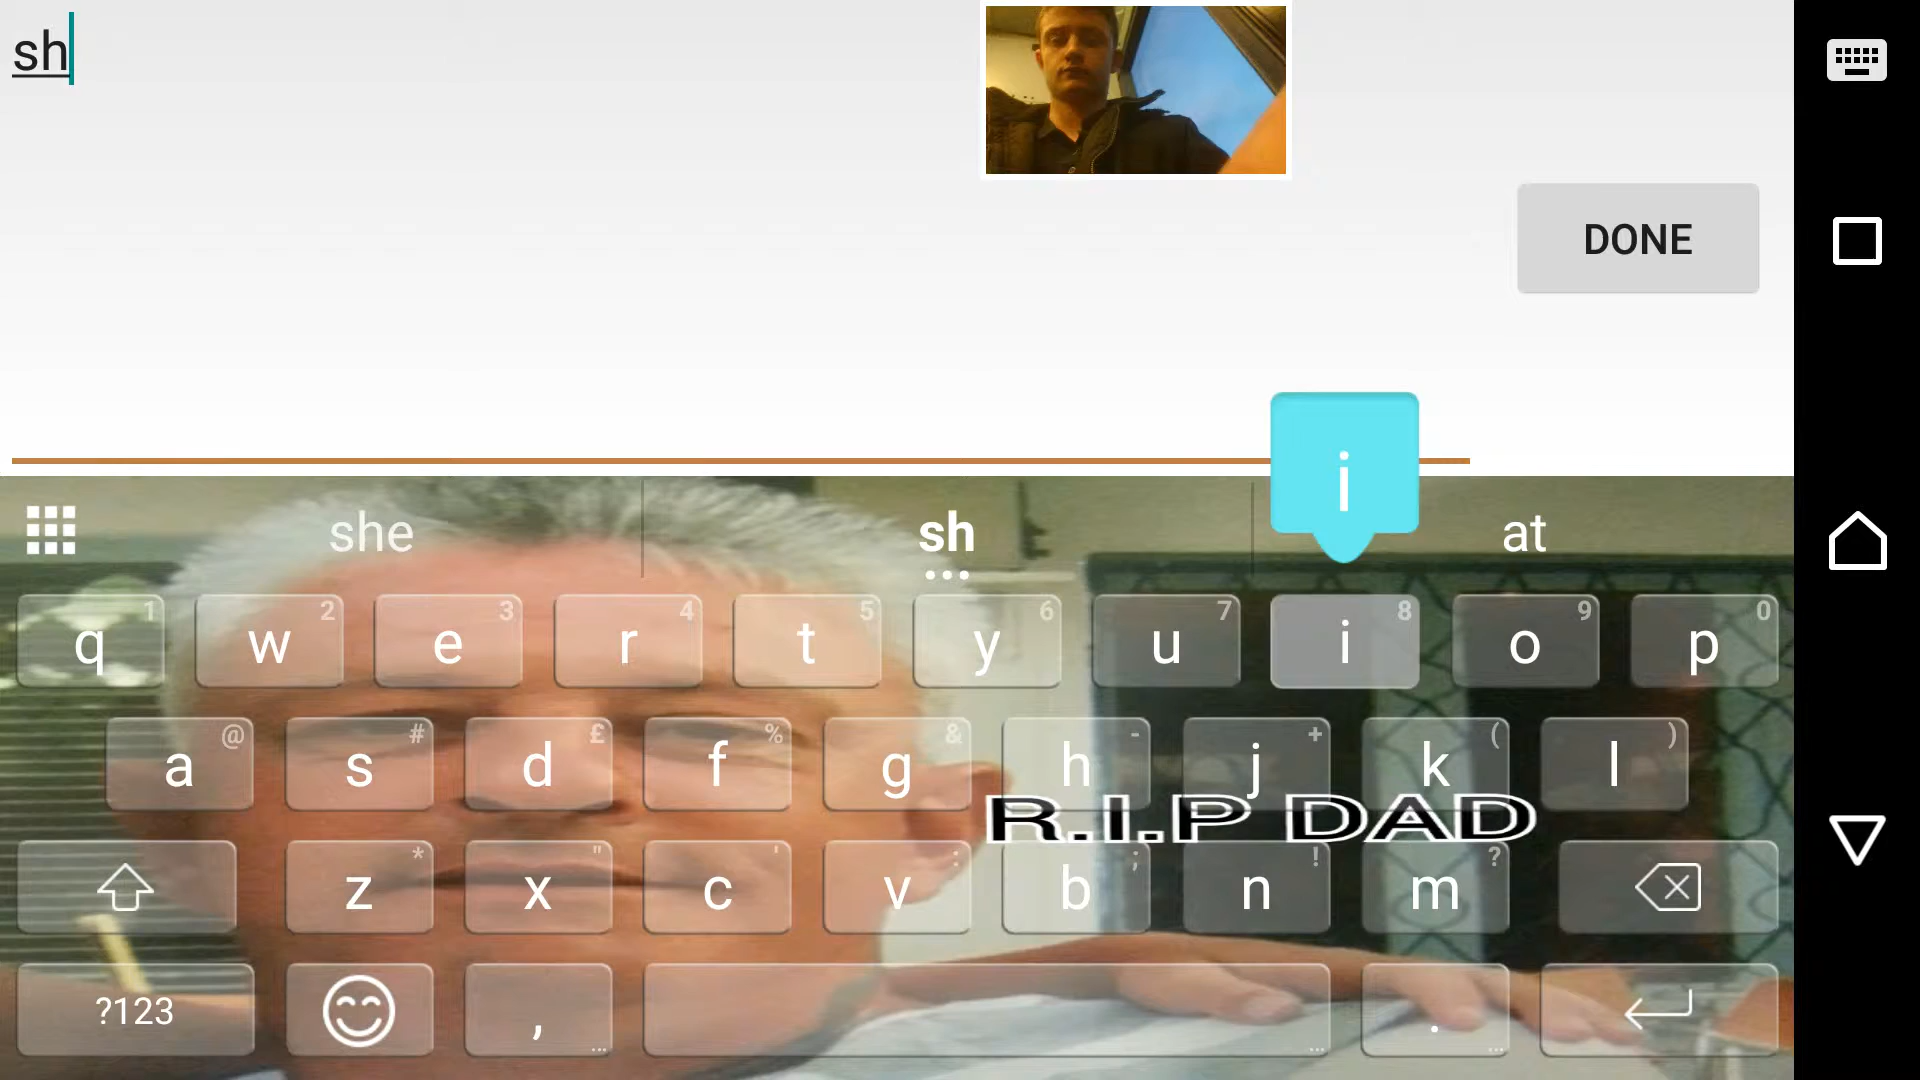 sh
DONE
i
she sh at
q 1 w 2 e 3 r 4 t 5 y 6 u 7 i 8 o 9 p 0
a @ s # d £ f % g & h - j + k ( l )
R.I.P DAD
z * x " c ' v : b ; n ! m ?
?123 , ... ... . ...